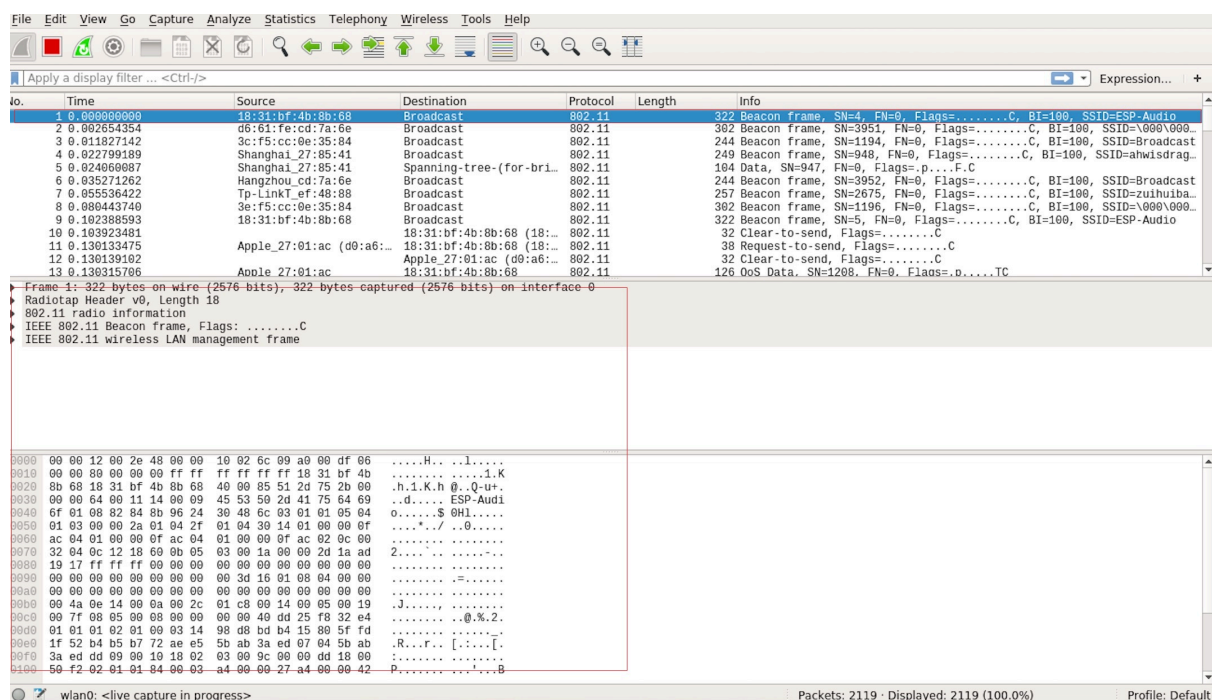 File Edit View Go Capture Analyze Statistics Telephony Wireless Tools Help
Apply a display filter ... <Ctrl-/> Expression... +
No. Time Source Destination Protocol Length Info
1 0.000000000 18:31:bf:4b:8b:68 Broadcast 802.11 322 Beacon frame, SN=4, FN=0, Flags=........C, BI=100, SSID=ESP-Audio
2 0.002654354 d6:61:fe:cd:7a:6e Broadcast 802.11 302 Beacon frame, SN=3951, FN=0, Flags=........C, BI=100, SSID=\000\000…
3 0.011827142 3c:f5:cc:0e:35:84 Broadcast 802.11 244 Beacon frame, SN=1194, FN=0, Flags=........C, BI=100, SSID=Broadcast
4 0.022799189 Shanghai_27:85:41 Broadcast 802.11 249 Beacon frame, SN=948, FN=0, Flags=........C, BI=100, SSID=ahwisdrag…
5 0.024060087 Shanghai_27:85:41 Spanning-tree-(for-bri… 802.11 104 Data, SN=947, FN=0, Flags=.p....F.C
6 0.035271262 Hangzhou_cd:7a:6e Broadcast 802.11 244 Beacon frame, SN=3952, FN=0, Flags=........C, BI=100, SSID=Broadcast
7 0.055536422 Tp-LinkT_ef:48:88 Broadcast 802.11 257 Beacon frame, SN=2675, FN=0, Flags=........C, BI=100, SSID=zuihuiba…
8 0.080443740 3e:f5:cc:0e:35:84 Broadcast 802.11 302 Beacon frame, SN=1196, FN=0, Flags=........C, BI=100, SSID=\000\000…
9 0.102388593 18:31:bf:4b:8b:68 Broadcast 802.11 322 Beacon frame, SN=5, FN=0, Flags=........C, BI=100, SSID=ESP-Audio
10 0.103923481 18:31:bf:4b:8b:68 (18:… 802.11 32 Clear-to-send, Flags=........C
11 0.130133475 Apple_27:01:ac (d0:a6:… 18:31:bf:4b:8b:68 (18:… 802.11 38 Request-to-send, Flags=........C
12 0.130139102 Apple_27:01:ac (d0:a6:… 802.11 32 Clear-to-send, Flags=........C
13 0.130315706 Apple_27:01:ac 18:31:bf:4b:8b:68 802.11 126 QoS Data, SN=1208, FN=0, Flags=.p.....TC
Frame 1: 322 bytes on wire (2576 bits), 322 bytes captured (2576 bits) on interface 0
Radiotap Header v0, Length 18
802.11 radio information
IEEE 802.11 Beacon frame, Flags: ........C
IEEE 802.11 wireless LAN management frame
0000 00 00 12 00 2e 48 00 00 10 02 6c 09 a0 00 df 06 .....H.. ..l.....
0010 00 00 80 00 00 00 ff ff ff ff ff ff 18 31 bf 4b ........ .....1.K
0020 8b 68 18 31 bf 4b 8b 68 40 00 85 51 2d 75 2b 00 .h.1.K.h @..Q-u+.
0030 00 00 64 00 11 14 00 09 45 53 50 2d 41 75 64 69 ..d..... ESP-Audi
0040 6f 01 08 82 84 8b 96 24 30 48 6c 03 01 01 05 04 o......$ 0Hl.....
0050 01 03 00 00 2a 01 04 2f 01 04 30 14 01 00 00 0f ....*../ ..0.....
0060 ac 04 01 00 00 0f ac 04 01 00 00 0f ac 02 0c 00 ........ ........
0070 32 04 0c 12 18 60 0b 05 03 00 1a 00 00 2d 1a ad 2....`.. .....-..
0080 19 17 ff ff ff 00 00 00 00 00 00 00 00 00 00 00 ........ ........
0090 00 00 00 00 00 00 00 00 00 3d 16 01 08 04 00 00 ........ .=......
00a0 00 00 00 00 00 00 00 00 00 00 00 00 00 00 00 00 ........ ........
00b0 00 4a 0e 14 00 0a 00 2c 01 c8 00 14 00 05 00 19 .J....., ........
00c0 00 7f 08 05 00 08 00 00 00 00 40 dd 25 f8 32 e4 ........ ..@.%.2.
00d0 01 01 01 02 01 00 03 14 98 d8 bd b4 15 80 5f fd ........ ......_.
00e0 1f 52 b4 b5 b7 72 ae e5 5b ab 3a ed 07 04 5b ab .R...r.. [.:...[.
00f0 3a ed dd 09 00 10 18 02 03 00 9c 00 00 dd 18 00 :....... ........
0100 50 f2 02 01 01 84 00 03 a4 00 00 27 a4 00 00 42 P....... ...'...B
wlan0: <live capture in progress> Packets: 2119 · Displayed: 2119 (100.0%) Profile: Default